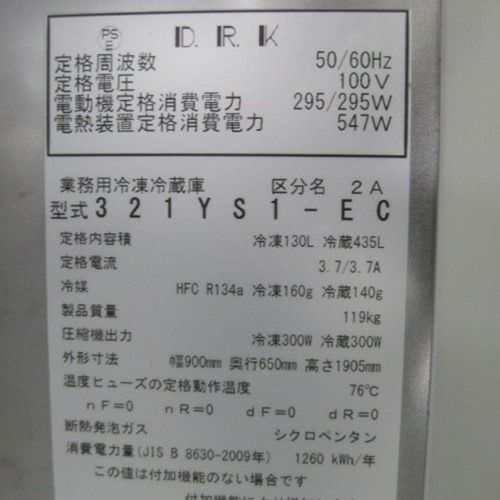 PS E D.R.K
定格周波数 50/60Hz
定格電圧 100V
電動機定格消費電力 295/295W
電熱装置定格消費電力 547W
業務用冷凍冷蔵庫 区分名 2A
型式 321YS1-EC
定格内容積 冷凍130L 冷蔵435L
定格電流 3.7/3.7A
冷媒 HFC R134a 冷凍160g 冷蔵140g
製品質量 119kg
圧縮機出力 冷凍300W 冷蔵300W
外形寸法 幅900mm 奥行650mm 高さ1905mm
温度ヒューズの定格動作温度 76℃
nF=0 nR=0 dF=0 dR=0
断熱発泡ガス シクロペンタン
消費電力量(JIS B 8630-2009年) 1260 kWh/年
この値は付加機能のない場合です